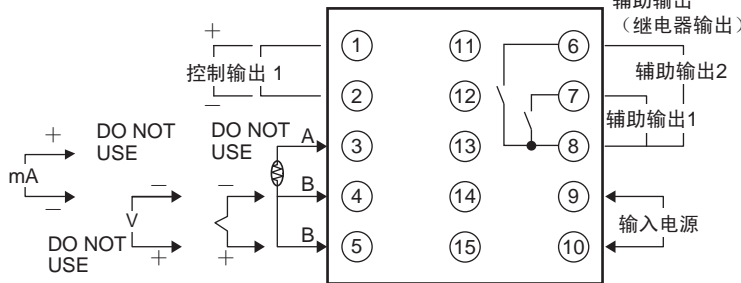 辅助输出
（继电器输出）
+
控制输出 1
−
① ⑪ ⑥
② ⑫ ⑦
③ ⑬ ⑧
④ ⑭ ⑨
⑤ ⑮ ⑩
辅助输出2
辅助输出1
输入电源
+
mA
−
DO NOT
USE
−
V
+
DO NOT
USE
DO NOT
USE
−
+
A
B
B